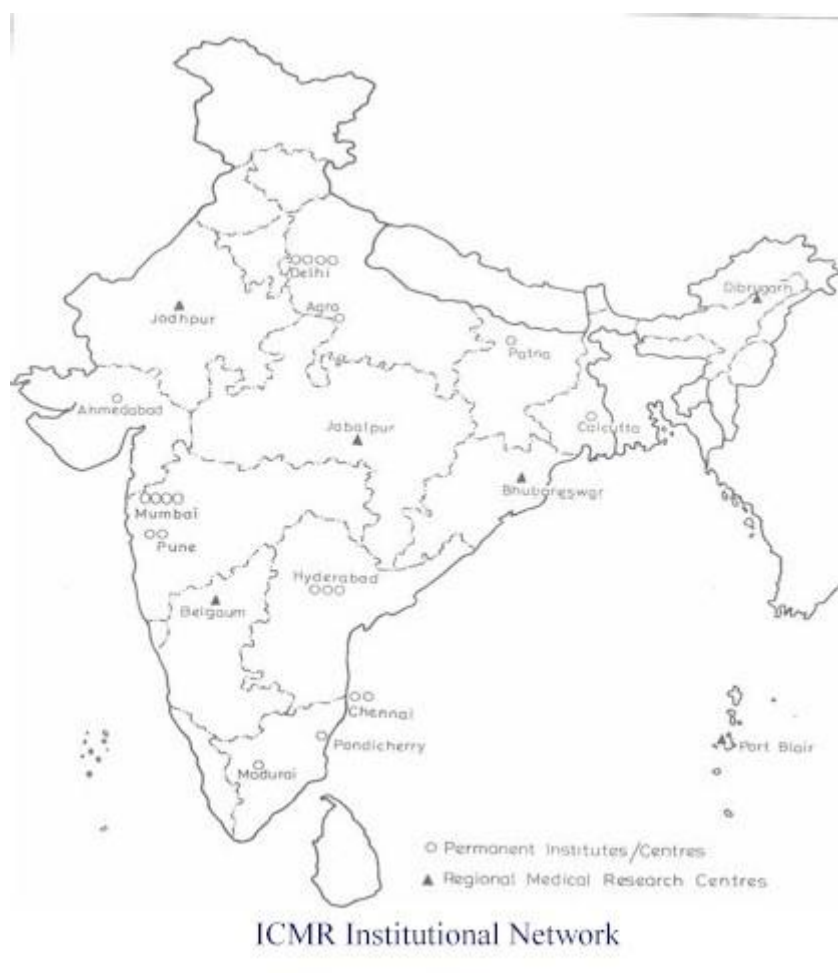 Delhi
Dibrugarh
Jodhpur
Agra
Patna
Ahmedabad
Jabalpur
Calcutta
Bhubaneswar
Mumbai
Pune
Hyderabad
Belgaum
Chennai
Pondicherry
Port Blair
Madurai
Permanent Institutes/Centres
Regional Medical Research Centres
ICMR Institutional Network